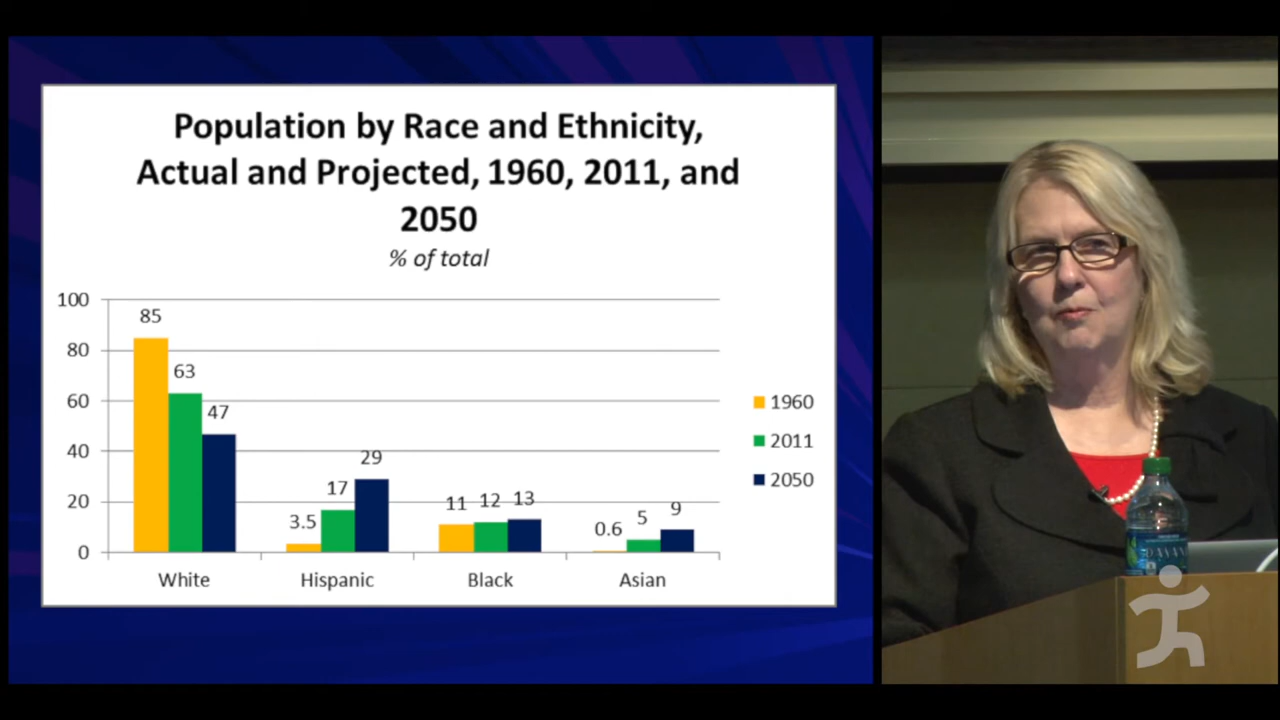 Population by Race and Ethnicity,
Actual and Projected, 1960, 2011, and
2050
% of total
100
80
60
40
20
0
85
63
47
3.5
17
29
11
12
13
0.6
5
9
White
Hispanic
Black
Asian
1960
2011
2050
DASANI